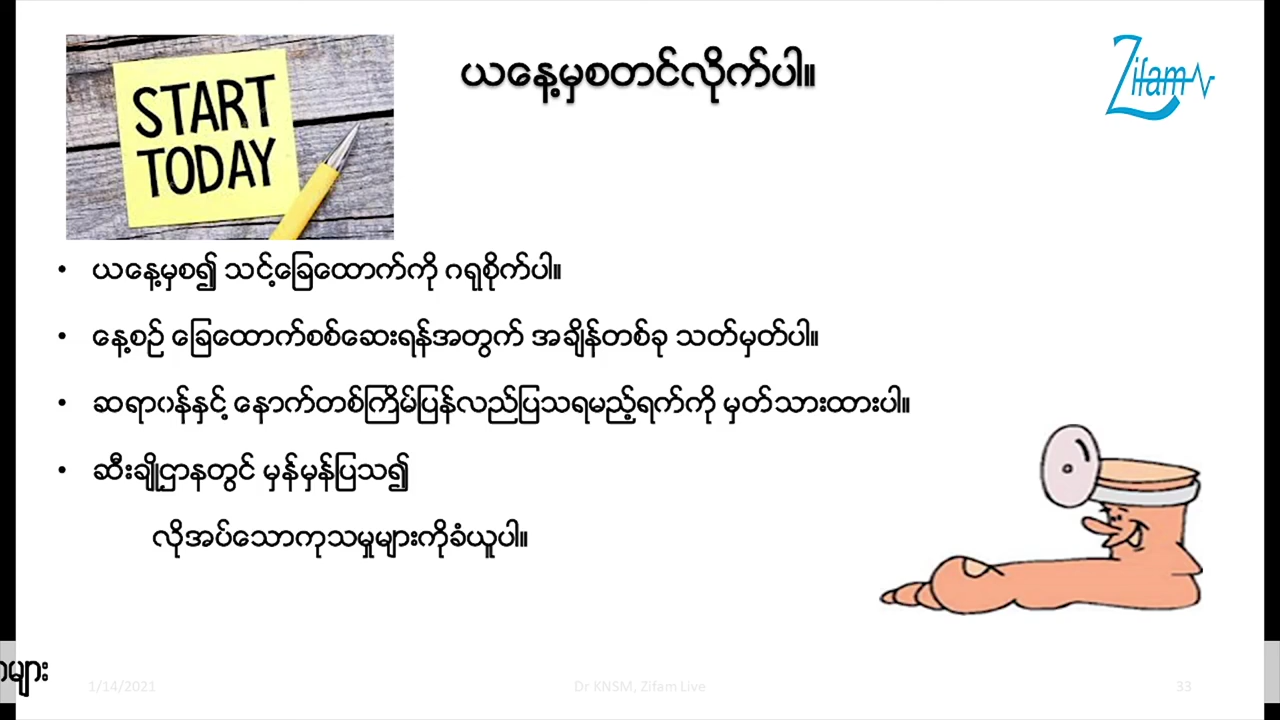 START
TODAY
ယနေ့မှစတင်လိုက်ပါ။
Zifam
• ယနေ့မှစ၍ သင့်ခြေထောက်ကို ဂရုစိုက်ပါ။
• နေ့စဉ် ခြေထောက်စစ်ဆေးရန်အတွက် အချိန်တစ်ခု သတ်မှတ်ပါ။
• ဆရာဝန်နှင့် နောက်တစ်ကြိမ်ပြန်လည်ပြသရမည့်ရက်ကို မှတ်သားထားပါ။
• ဆီးချိုဌာနတွင် မှန်မှန်ပြသ၍
လိုအပ်သောကုသမှုများကိုခံယူပါ။
1/14/2021
Dr KNSM, Zifam Live
33